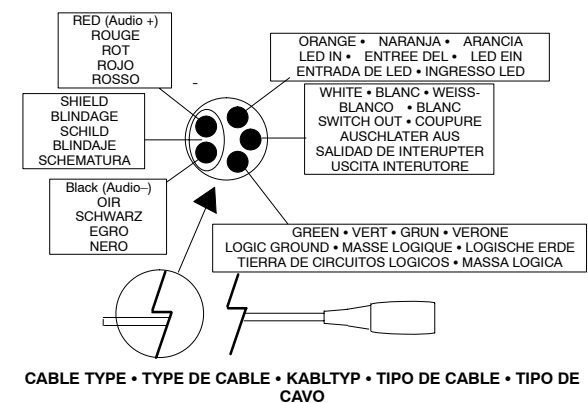 RED (Audio +)
ROUGE
ROT
ROJO
ROSSO
SHIELD
BLINDAGE
SCHILD
BLINDAJE
SCHEMATURA
Black (Audio–)
OIR
SCHWARZ
EGRO
NERO
ORANGE • NARANJA • ARANCIA
LED IN • ENTREE DEL • LED EIN
ENTRADA DE LED • INGRESSO LED
WHITE • BLANC • WEISS-
BLANCO • BLANC
SWITCH OUT • COUPURE
AUSCHLATER AUS
SALIDAD DE INTERUPTER
USCITA INTERUTORE
GREEN • VERT • GRUN • VERONE
LOGIC GROUND • MASSE LOGIQUE • LOGISCHE ERDE
TIERRA DE CIRCUITOS LOGICOS • MASSA LOGICA
CABLE TYPE • TYPE DE CABLE • KABLTYP • TIPO DE CABLE • TIPO DE
CAVO